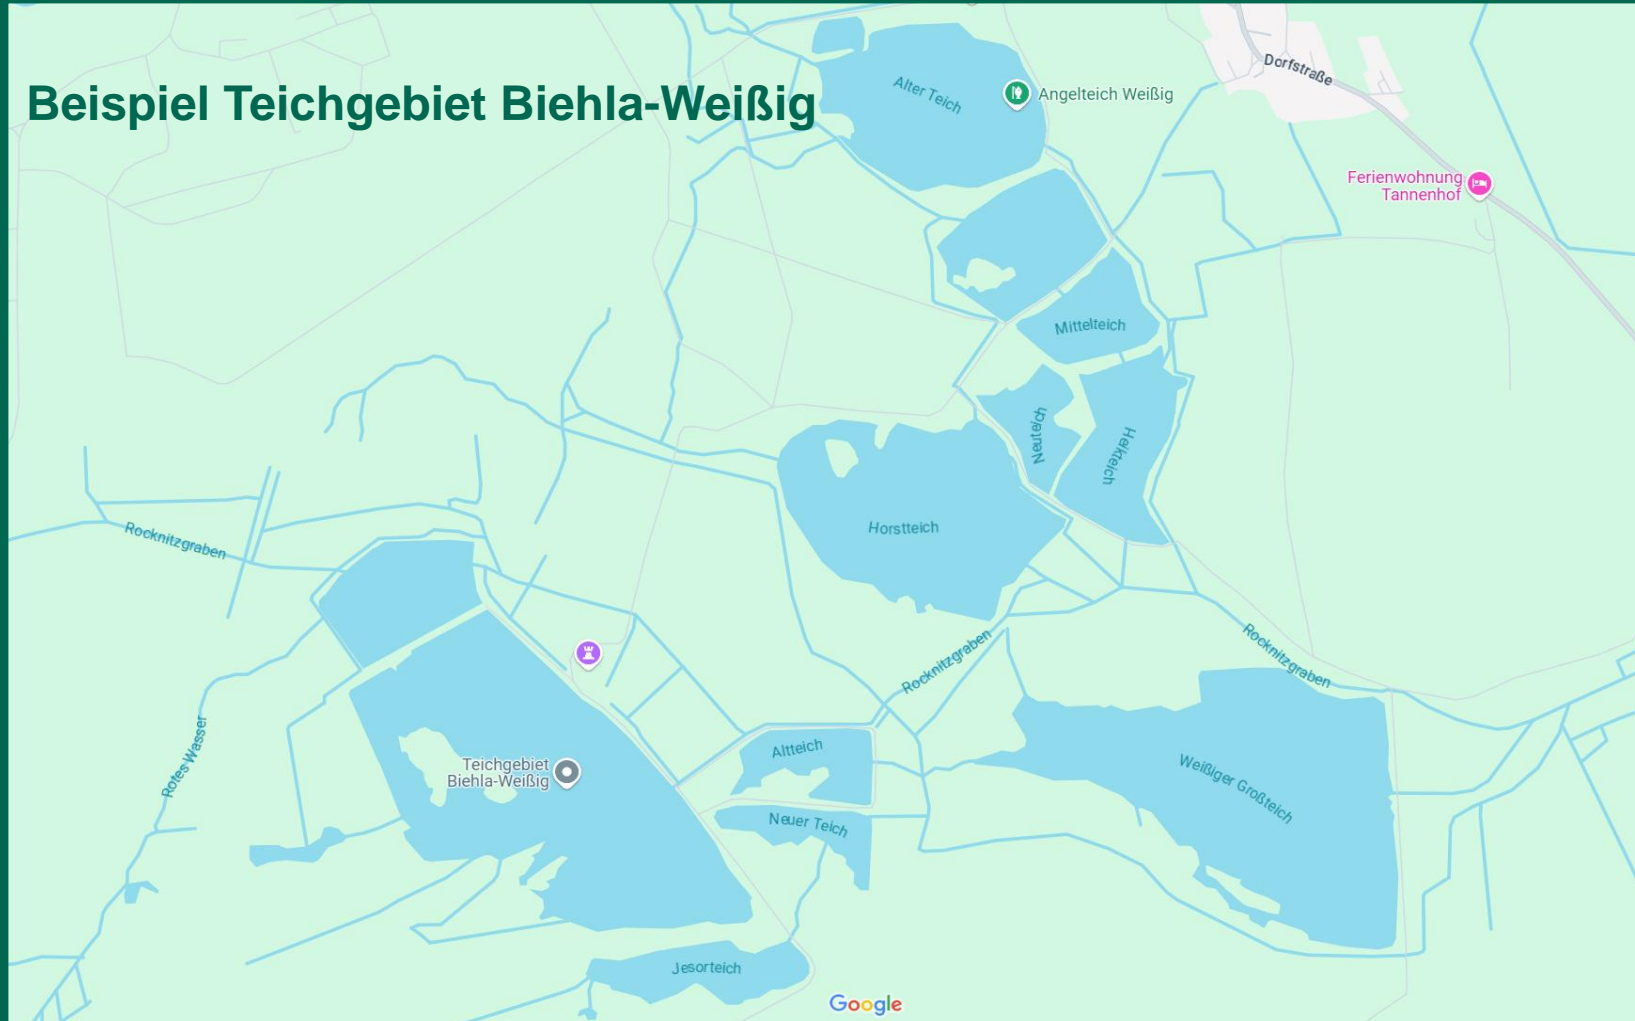 Beispiel Teichgebiet Biehla-Weißig
Alter Teich
Angelteich Weißig
Dorfstraße
Ferienwohnung
Tannenhof
Mittelteich
Neuteich
Heikteich
Horstteich
Rocknitzgraben
Rocknitzgraben
Rocknitzgraben
Rotes Wasser
Teichgebiet
Biehla-Weißig
Altteich
Neuer Teich
Weißiger Großteich
Jesorteich
Google